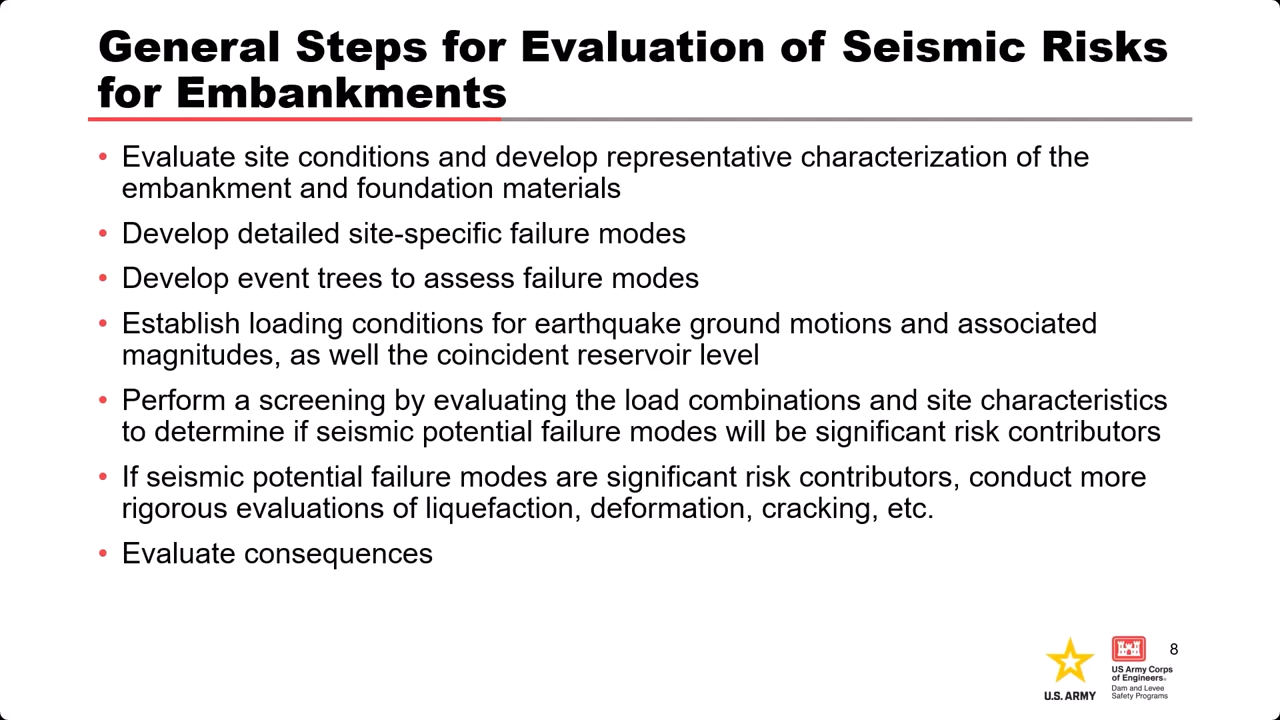 General Steps for Evaluation of Seismic Risks
for Embankments
• Evaluate site conditions and develop representative characterization of the
embankment and foundation materials
• Develop detailed site-specific failure modes
• Develop event trees to assess failure modes
• Establish loading conditions for earthquake ground motions and associated
magnitudes, as well the coincident reservoir level
• Perform a screening by evaluating the load combinations and site characteristics
to determine if seismic potential failure modes will be significant risk contributors
• If seismic potential failure modes are significant risk contributors, conduct more
rigorous evaluations of liquefaction, deformation, cracking, etc.
• Evaluate consequences
8
U.S. ARMY
US Army Corps
of Engineers®
Dam and Levee
Safety Programs